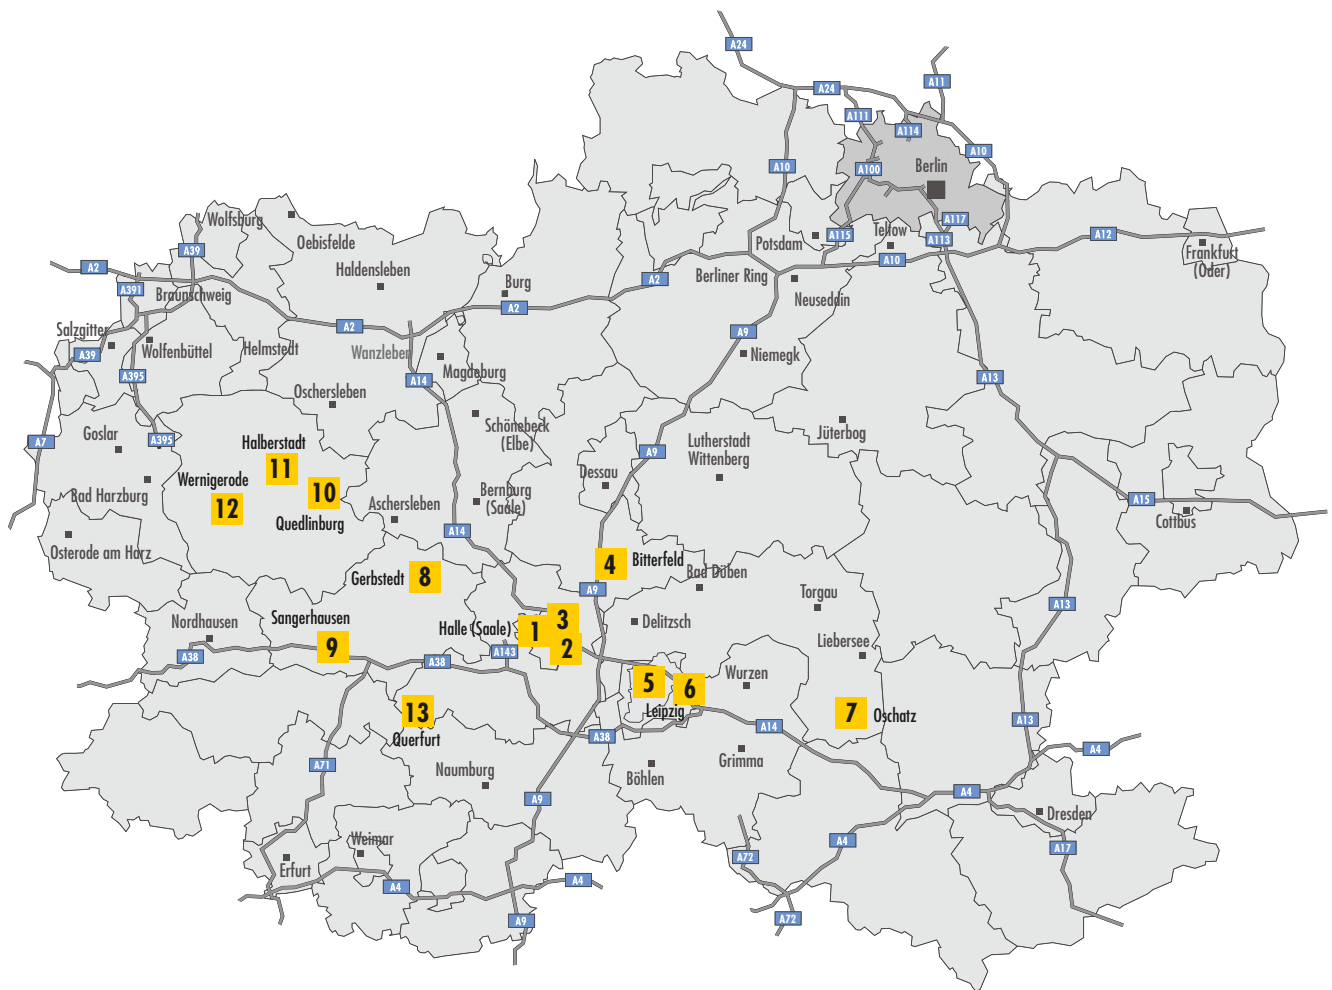 A24
A11
A24
A111
A114
A10
A10
A100
Berlin
A117
A115
A113
Teltow
Potsdam
A12
Frankfurt
(Oder)
A10
Berliner Ring
Neuseddin
Wolfsburg
Oebisfelde
A39
A2
Haldensleben
A391
Braunschweig
Burg
A2
A2
Salzgitter
A39
Wolfenbüttel
Helmstedt
A2
Wanzleben
Magdeburg
A9
Niemegk
A395
A14
A13
Oschersleben
Goslar
A7
A395
Halberstadt
11
Schönebeck
(Elbe)
A9
Lutherstadt
Wittenberg
Jüterbog
Bad Harzburg
Wernigerode
12
10
Quedlinburg
Aschersleben
Bernburg
(Saale)
Dessau
A15
Cottbus
Osterode am Harz
A14
Gerbstedt
8
4
Bitterfeld
A9
Bad Düben
Torgau
A13
Nordhausen
Sangerhausen
9
Halle (Saale)
1
3
2
Delitzsch
Liebersee
A38
A38
A143
5
6
Leipzig
Wurzen
7
Oschatz
13
Querfurt
A38
A14
A13
A4
Grimma
Böhlen
A71
Naumburg
A9
A4
Dresden
A17
Weimar
Erfurt
A4
A4
A9
A72
A4
A72